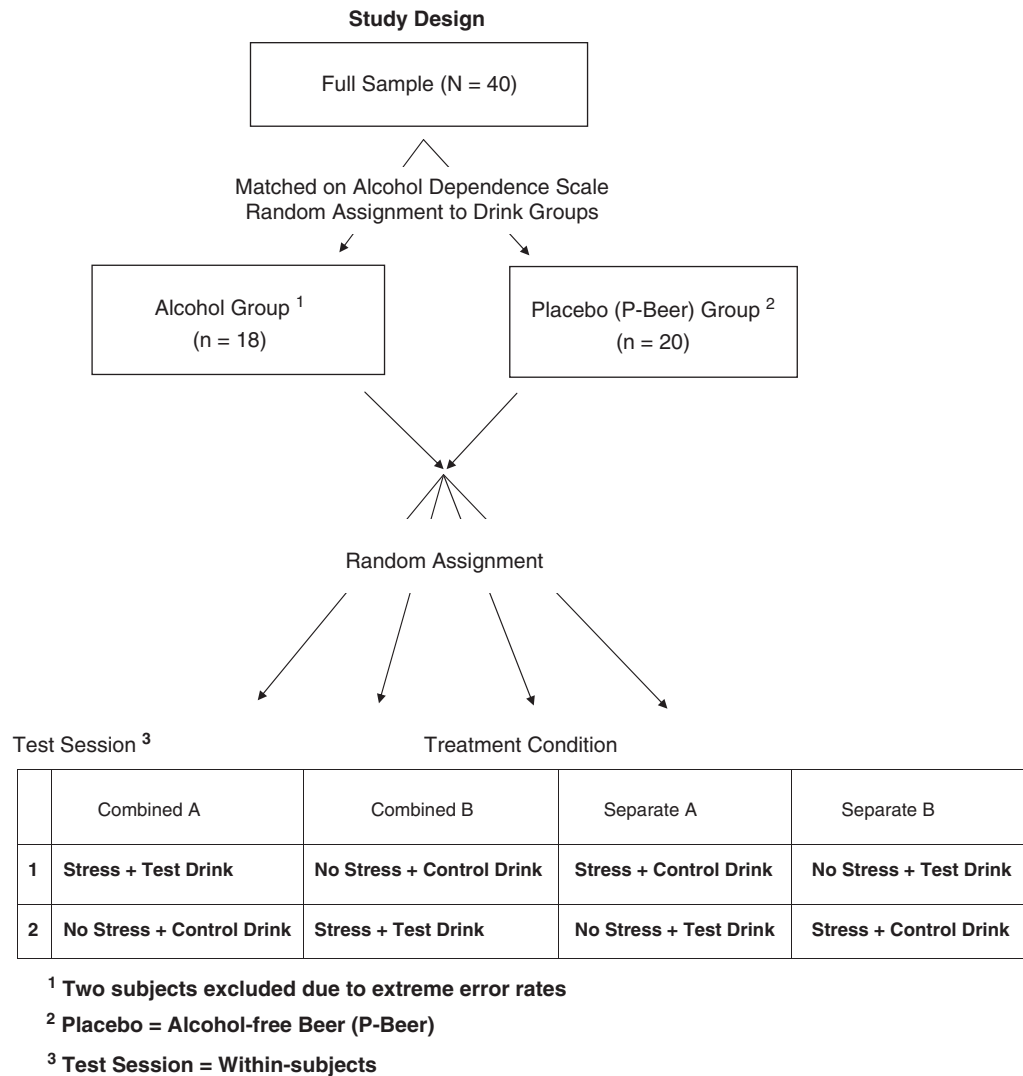 Study Design
Full Sample (N = 40)
Matched on Alcohol Dependence Scale
Random Assignment to Drink Groups
Alcohol Group 1
(n = 18)
Placebo (P-Beer) Group 2
(n = 20)
Random Assignment
Test Session 3 Treatment Condition
Combined A Combined B Separate A Separate B
1 Stress + Test Drink No Stress + Control Drink Stress + Control Drink No Stress + Test Drink
2 No Stress + Control Drink Stress + Test Drink No Stress + Test Drink Stress + Control Drink
1 Two subjects excluded due to extreme error rates
2 Placebo = Alcohol-free Beer (P-Beer)
3 Test Session = Within-subjects